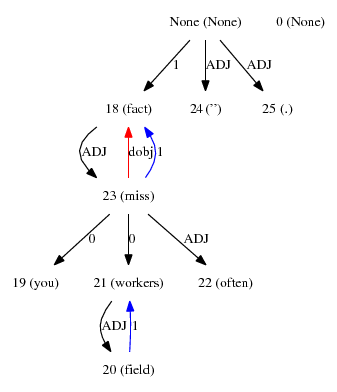 None (None) 0 (None)
1 ADJ ADJ
18 (fact) 24 (") 25 (.)
ADJ dobj 1
23 (miss)
0 0 ADJ
19 (you) 21 (workers) 22 (often)
ADJ 1
20 (field)